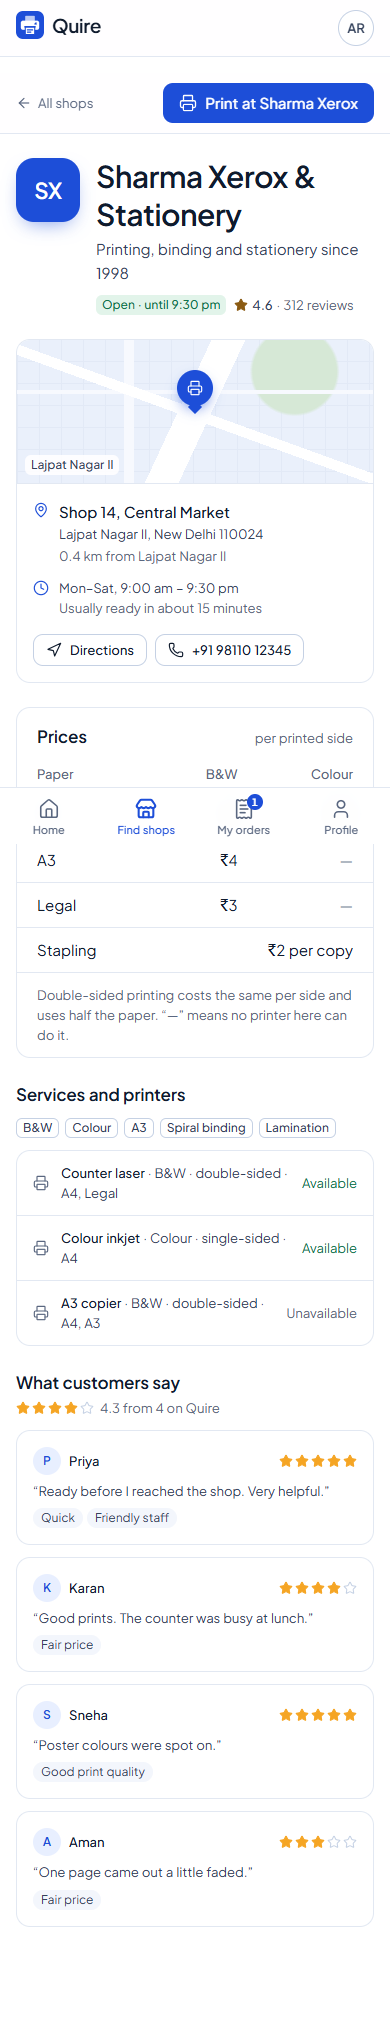 Quire
AR
All shops
Print at Sharma Xerox
SX
Sharma Xerox &
Stationery
Printing, binding and stationery since
1998
Open · until 9:30 pm
4.6 · 312 reviews
Lajpat Nagar II
Shop 14, Central Market
Lajpat Nagar II, New Delhi 110024
0.4 km from Lajpat Nagar II
Mon–Sat, 9:00 am – 9:30 pm
Usually ready in about 15 minutes
Directions
+91 98110 12345
Prices
per printed side
Paper B&W Colour
1
Home Find shops My orders Profile
A3 ₹4 —
Legal ₹3 —
Stapling ₹2 per copy
Double-sided printing costs the same per side and
uses half the paper. “—” means no printer here can
do it.
Services and printers
B&W Colour A3 Spiral binding Lamination
Counter laser · B&W · double-sided ·
A4, Legal
Available
Colour inkjet · Colour · single-sided ·
A4
Available
A3 copier · B&W · double-sided ·
A4, A3
Unavailable
What customers say
4.3 from 4 on Quire
P Priya
“Ready before I reached the shop. Very helpful.”
Quick Friendly staff
K Karan
“Good prints. The counter was busy at lunch.”
Fair price
S Sneha
“Poster colours were spot on.”
Good print quality
A Aman
“One page came out a little faded.”
Fair price